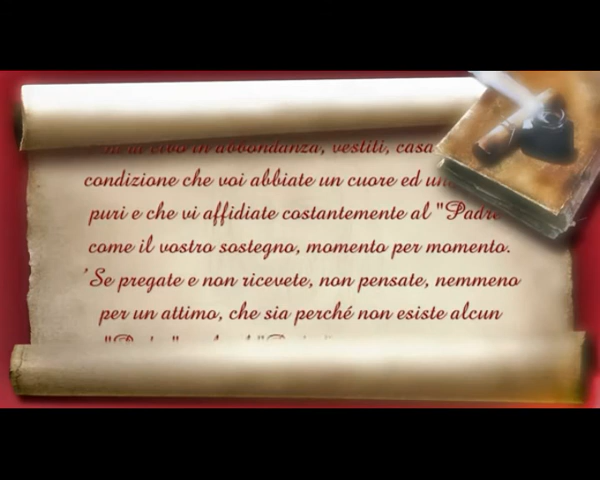 di cibo in abbondanza, vestiti, casa
condizione che voi abbiate un cuore ed
puri e che vi affidiate costantemente al "Padre
come il vostro sostegno, momento per momento.
'Se pregate e non ricevete, non pensate, nemmeno
per un attimo, che sia perché non esiste alcun